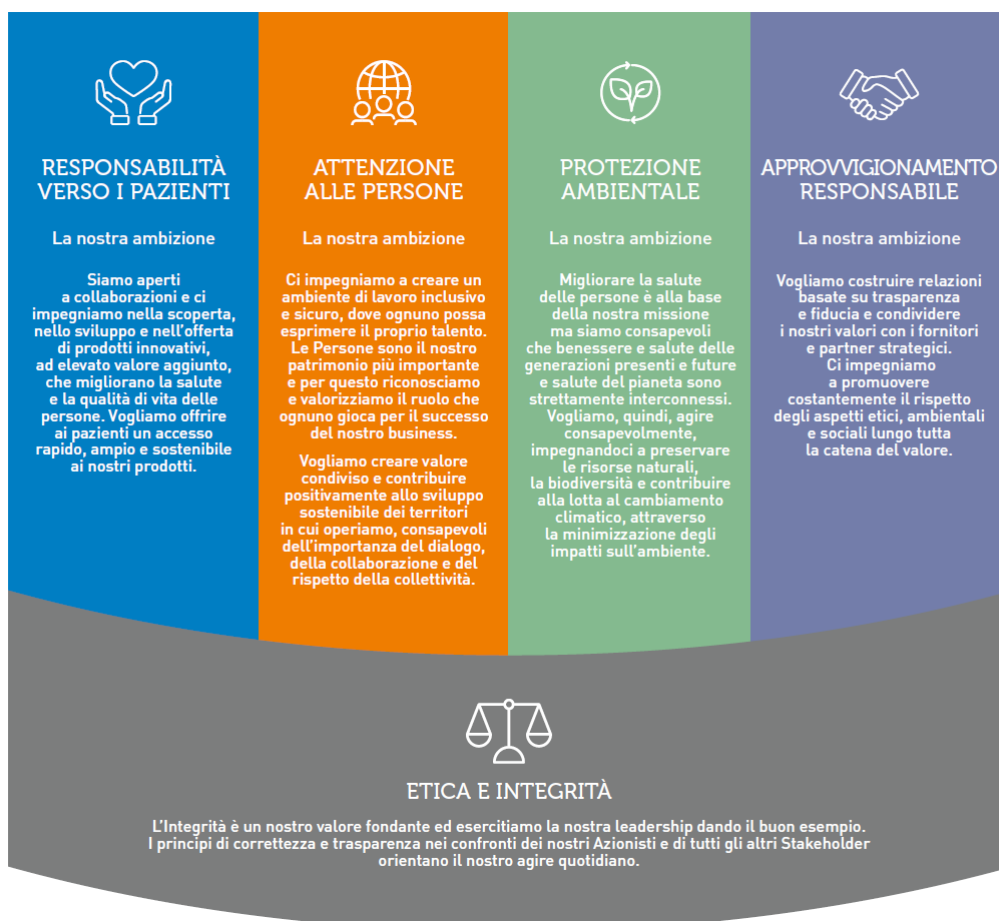 RESPONSABILITÀ
VERSO I PAZIENTI
La nostra ambizione
Siamo aperti
a collaborazioni e ci
impegniamo nella scoperta,
nello sviluppo e nell'offerta
di prodotti innovativi,
ad elevato valore aggiunto,
che migliorano la salute
e la qualità di vita delle
persone. Vogliamo offrire
ai pazienti un accesso
rapido, ampio e sostenibile
ai nostri prodotti.
ATTENZIONE
ALLE PERSONE
La nostra ambizione
Ci impegniamo a creare un
ambiente di lavoro inclusivo
e sicuro, dove ognuno possa
esprimere il proprio talento.
Le Persone sono il nostro
patrimonio più importante
e per questo riconosciamo
e valorizziamo il ruolo che
ognuno gioca per il successo
del nostro business.
Vogliamo creare valore
condiviso e contribuire
positivamente allo sviluppo
sostenibile dei territori
in cui operiamo, consapevoli
dell'importanza del dialogo,
della collaborazione e del
rispetto della collettività.
PROTEZIONE
AMBIENTALE
La nostra ambizione
Migliorare la salute
delle persone è alla base
della nostra missione
ma siamo consapevoli
che benessere e salute delle
generazioni presenti e future
e salute del pianeta sono
strettamente interconnessi.
Vogliamo, quindi, agire
consapevolmente,
impegnandoci a preservare
le risorse naturali,
la biodiversità e contribuire
alla lotta al cambiamento
climatico, attraverso
la minimizzazione degli
impatti sull'ambiente.
APPROVVIGIONAMENTO
RESPONSABILE
La nostra ambizione
Vogliamo costruire relazioni
basate su trasparenza
e fiducia e condividere
i nostri valori con i fornitori
e partner strategici.
Ci impegniamo
a promuovere
costantemente il rispetto
degli aspetti etici, ambientali
e sociali lungo tutta
la catena del valore.
ETICA E INTEGRITÀ
L'Integrità è un nostro valore fondante ed esercitiamo la nostra leadership dando il buon esempio.
I principi di correttezza e trasparenza nei confronti dei nostri Azionisti e di tutti gli altri Stakeholder
orientano il nostro agire quotidiano.